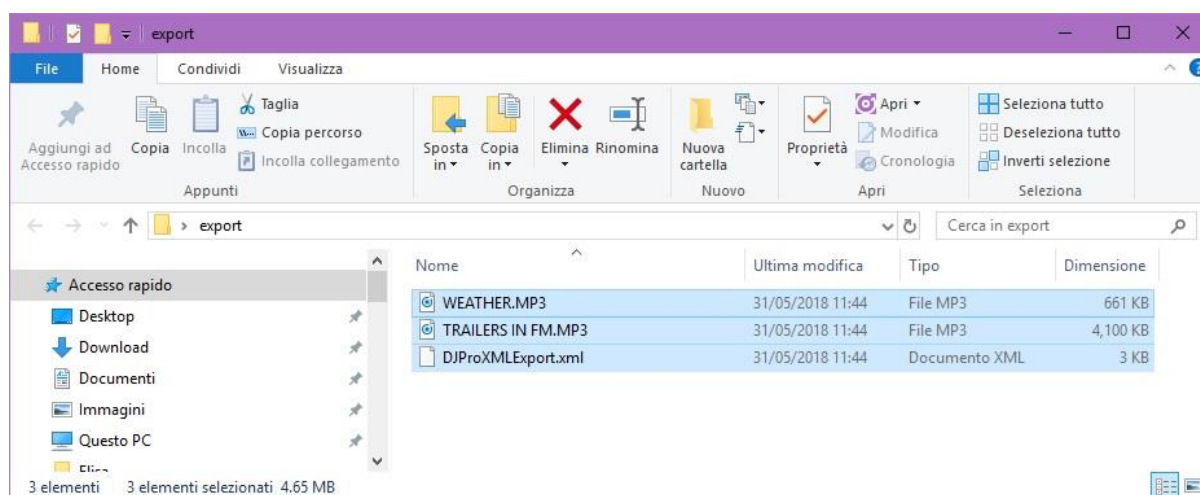 export
File Home Condividi Visualizza
Aggiungi ad Accesso rapido
Copia
Incolla
Taglia
Copia percorso
Incolla collegamento
Appunti
Sposta in
Copia in
Elimina
Rinomina
Organizza
Nuova cartella
Nuovo
Proprietà
Apri
Modifica
Cronologia
Apri
Seleziona tutto
Deseleziona tutto
Inverti selezione
Seleziona
export
Cerca in export
Accesso rapido
Desktop
Download
Documenti
Immagini
Questo PC
Nome Ultima modifica Tipo Dimensione
WEATHER.MP3 31/05/2018 11:44 File MP3 661 KB
TRAILERS IN FM.MP3 31/05/2018 11:44 File MP3 4,100 KB
DJProXMLExport.xml 31/05/2018 11:44 Documento XML 3 KB
3 elementi 3 elementi selezionati 4.65 MB